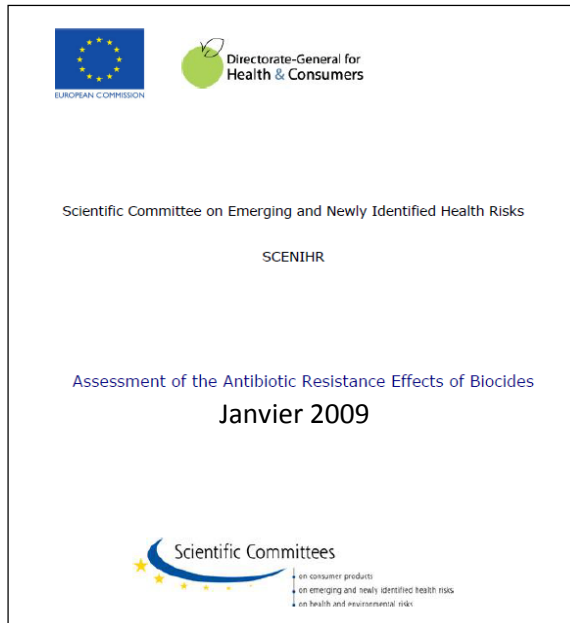 EUROPEAN COMMISSION
Directorate-General for
Health & Consumers
Scientific Committee on Emerging and Newly Identified Health Risks
SCENIHR
Assessment of the Antibiotic Resistance Effects of Biocides
Janvier 2009
Scientific Committees
on consumer products
on emerging and newly identified health risks
on health and environmental risks